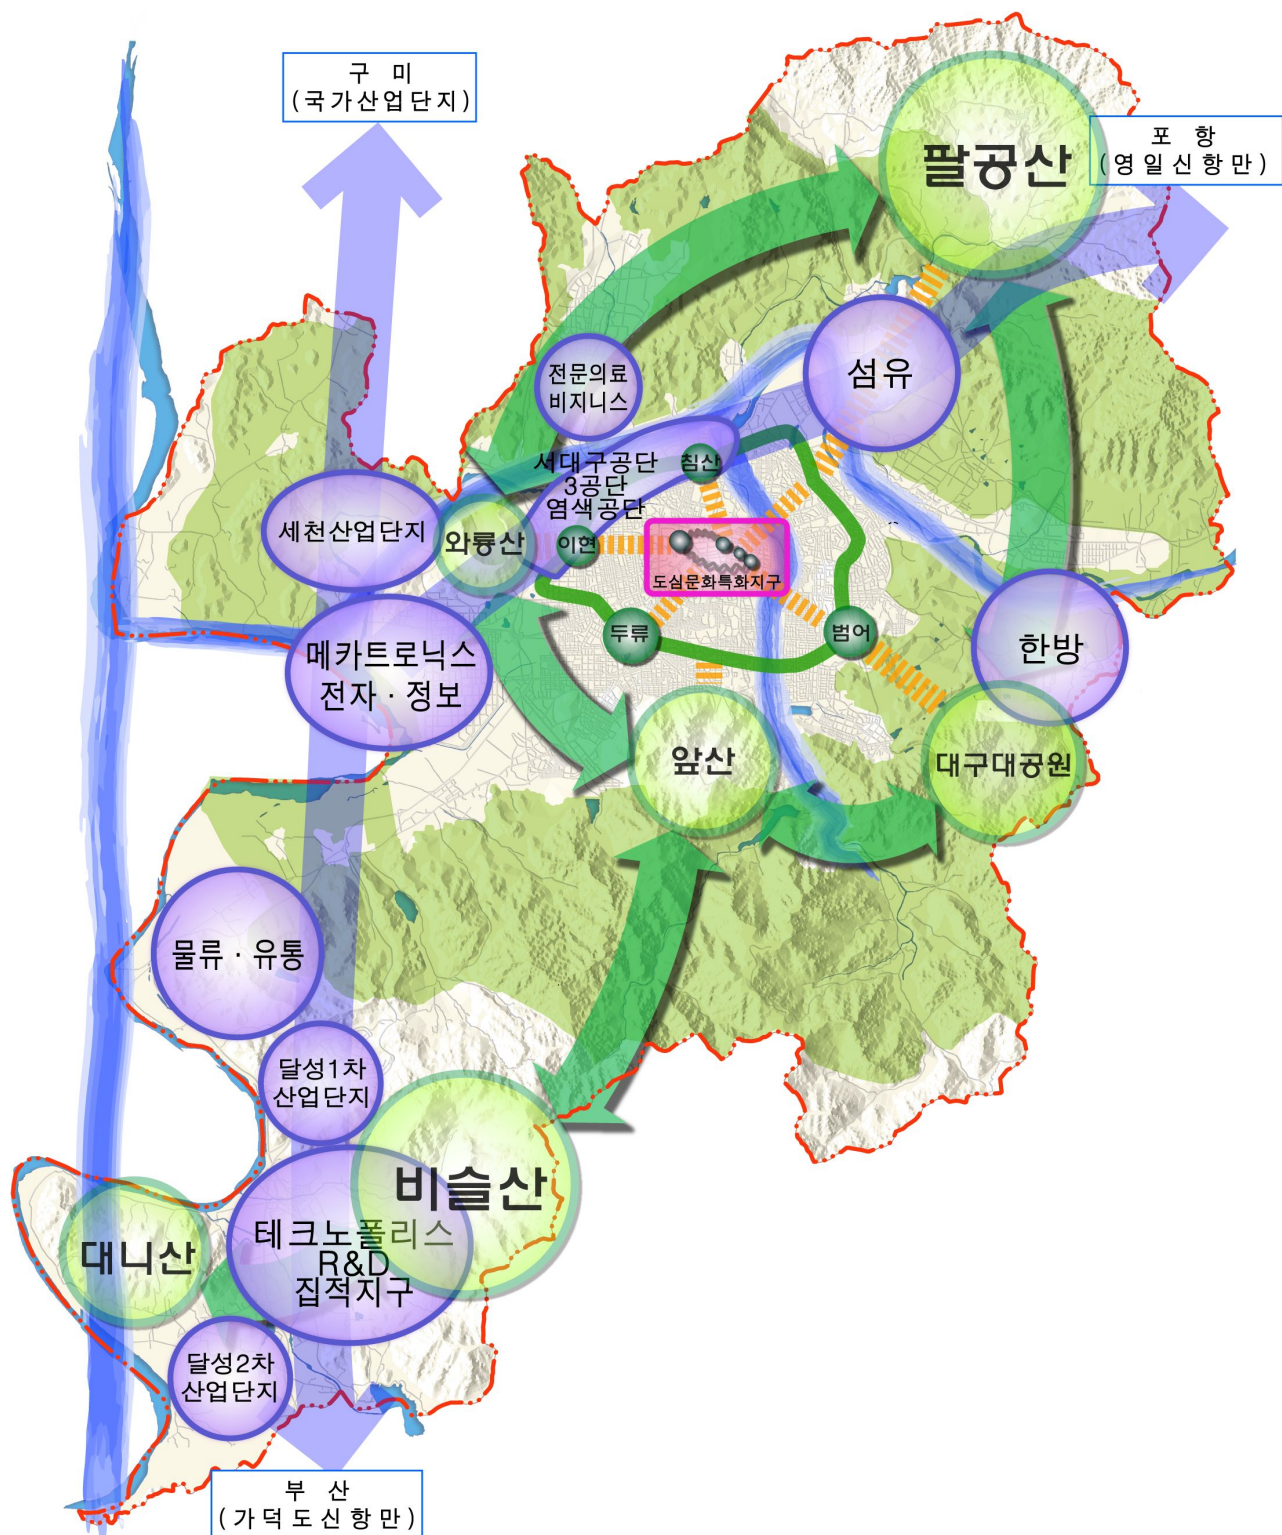 구 미
(국가산업단지)
포 항
(영일신항만)
팔공산
섬유
전문의료
비지니스
서대구공단
3공단
염색공단
침산
세천산업단지
와룡산
이현
도심문화특화지구
두류
범어
한방
메카트로닉스
전자·정보
앞산
대구대공원
물류·유통
달성1차
산업단지
비슬산
테크노폴리스
R&D
집적지구
대니산
달성2차
산업단지
부 산
(가덕도신항만)